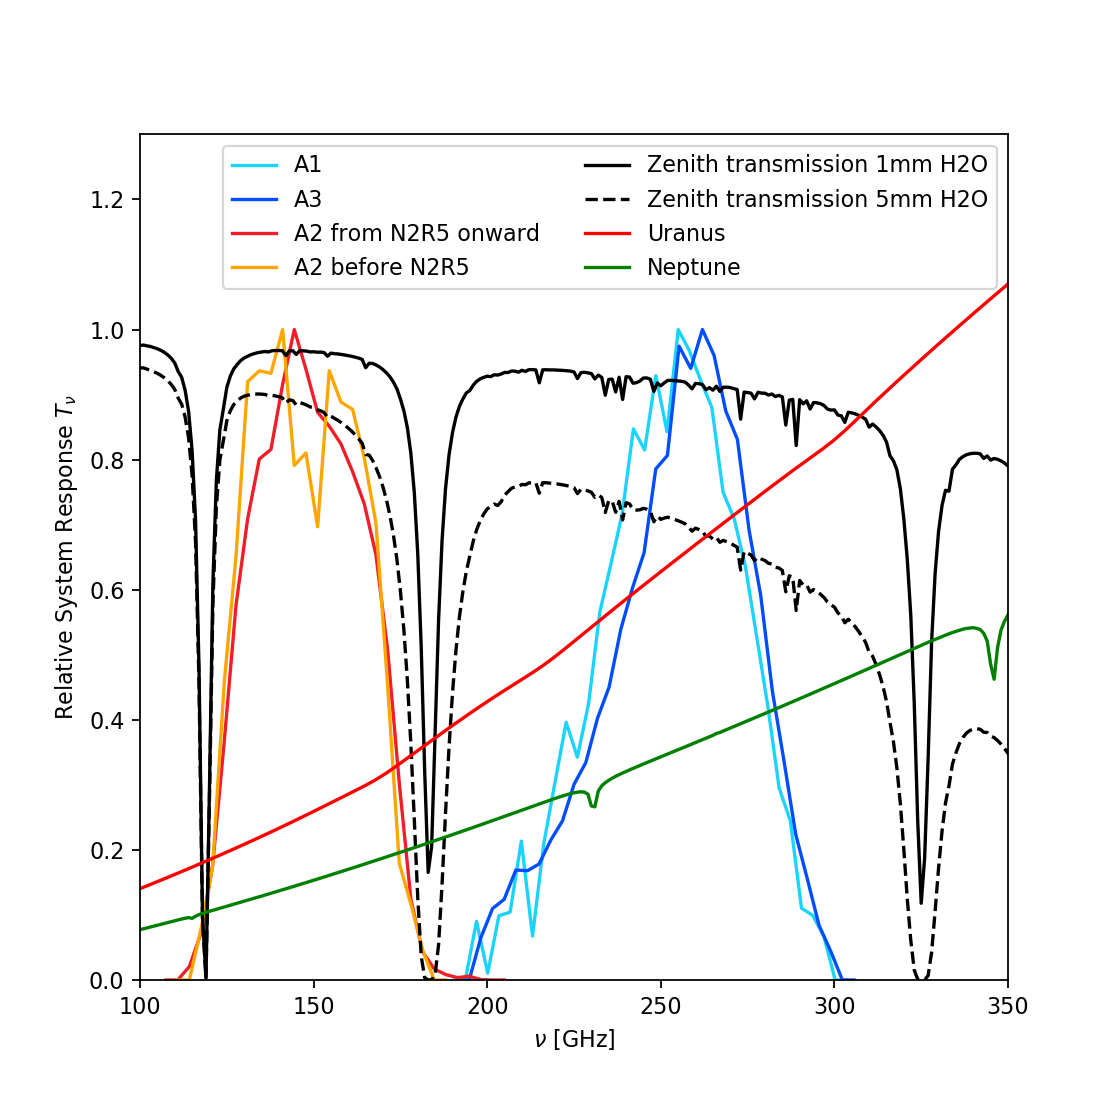 A1
A3
A2 from N2R5 onward
A2 before N2R5
Zenith transmission 1mm H2O
Zenith transmission 5mm H2O
Uranus
Neptune
Relative System Response Tν
1.2
1.0
0.8
0.6
0.4
0.2
0.0
100 150 200 250 300 350
ν [GHz]